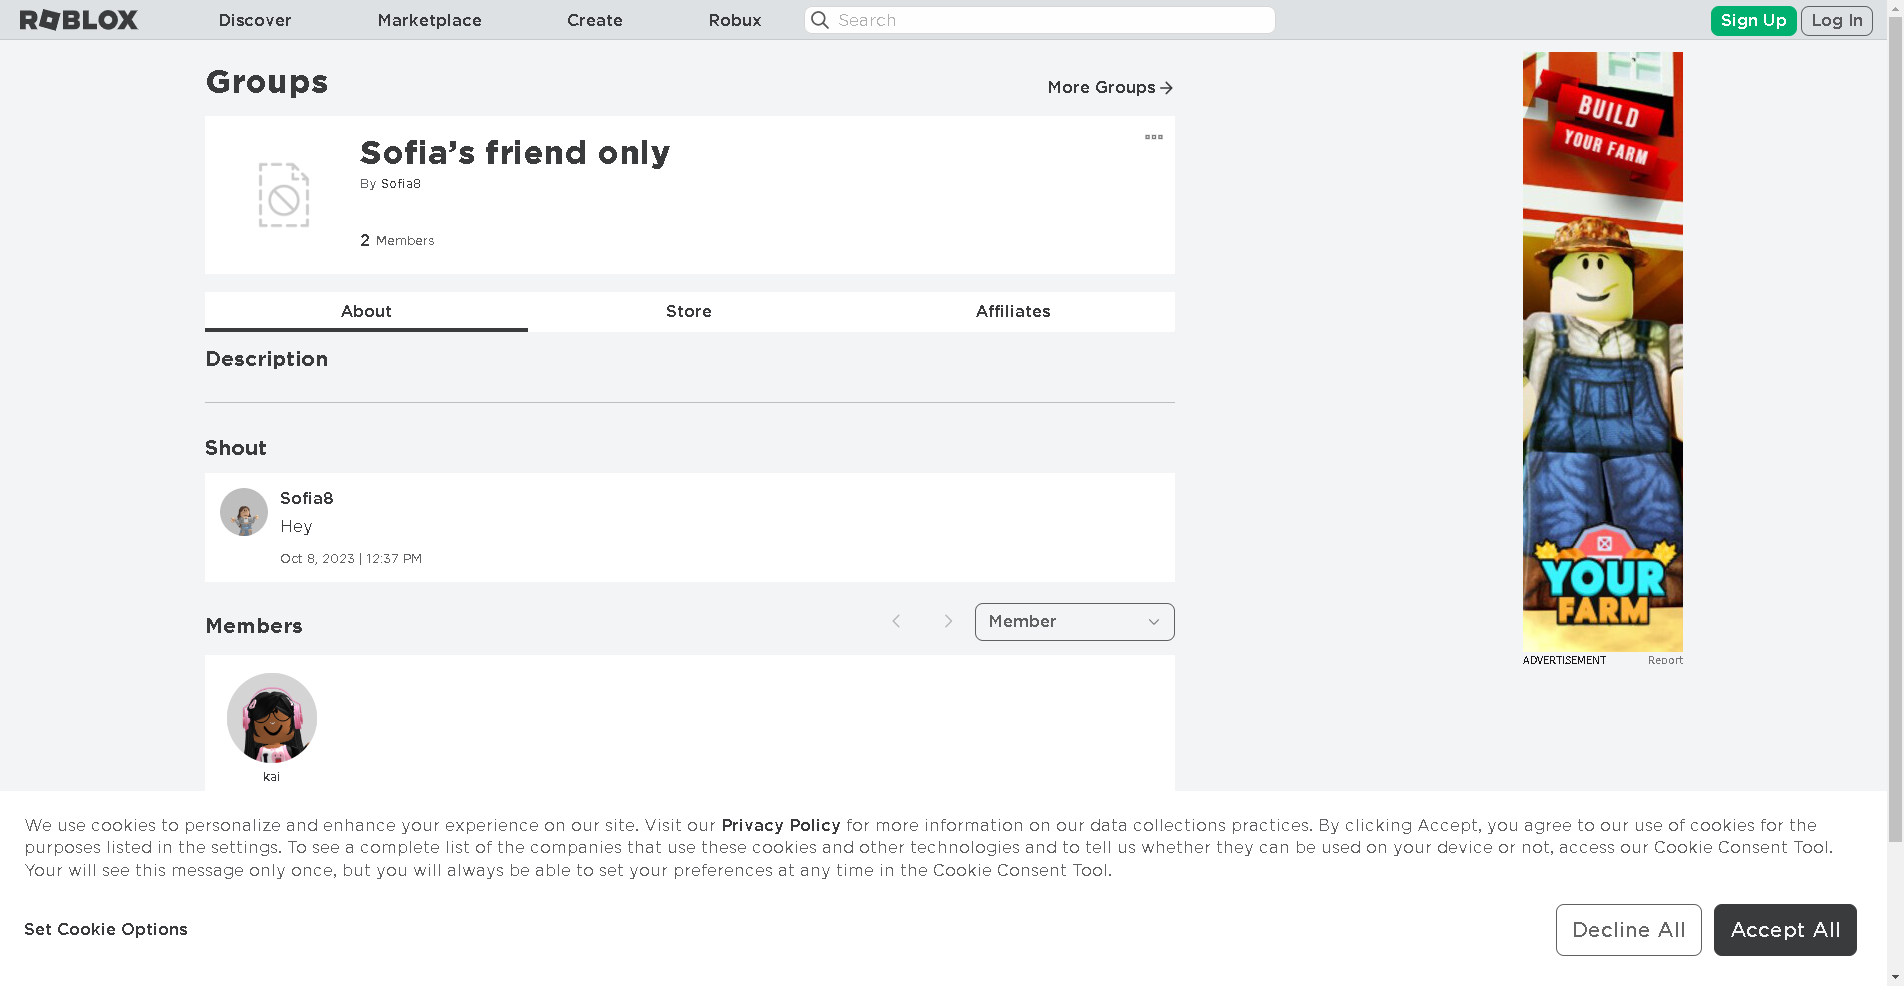 ROBLOX
Discover
Marketplace
Create
Robux
Search
Sign Up
Log In
Groups
More Groups
Sofia's friend only
By Sofia8
2 Members
About
Store
Affiliates
Description
Shout
Sofia8
Hey
Oct 8, 2023 | 12:37 PM
Members
Member
kai
BUILD
YOUR FARM
YOUR
FARM
ADVERTISEMENT
Report
We use cookies to personalize and enhance your experience on our site. Visit our Privacy Policy for more information on our data collections practices. By clicking Accept, you agree to our use of cookies for the
purposes listed in the settings. To see a complete list of the companies that use these cookies and other technologies and to tell us whether they can be used on your device or not, access our Cookie Consent Tool.
Your will see this message only once, but you will always be able to set your preferences at any time in the Cookie Consent Tool.
Set Cookie Options
Decline All
Accept All